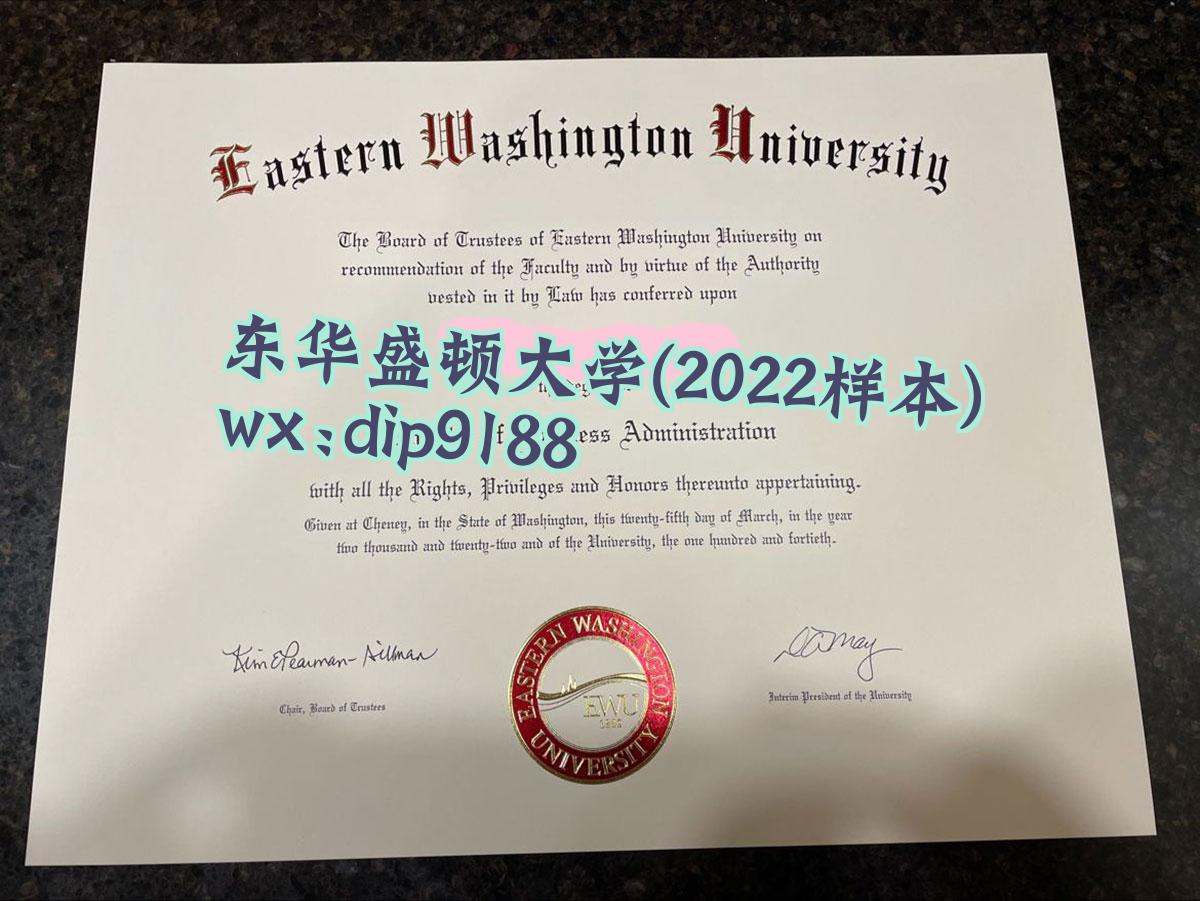 Eastern Washington University
The Board of Trustees of Eastern Washington University on
recommendation of the Faculty and by virtue of the Authority
vested in it by Law has conferred upon
东华盛顿大学(2022样本)
wx:dip9188
Administration
with all the Rights, Privileges and Honors thereunto appertaining.
Given at Cheney, in the State of Washington, this twenty-fifth day of March, in the year
two thousand and twenty-two and of the University, the one hundred and fortieth.
Chair, Board of Trustees
Interim President of the University
EASTERN WASHINGTON
EWU
1882
UNIVERSITY